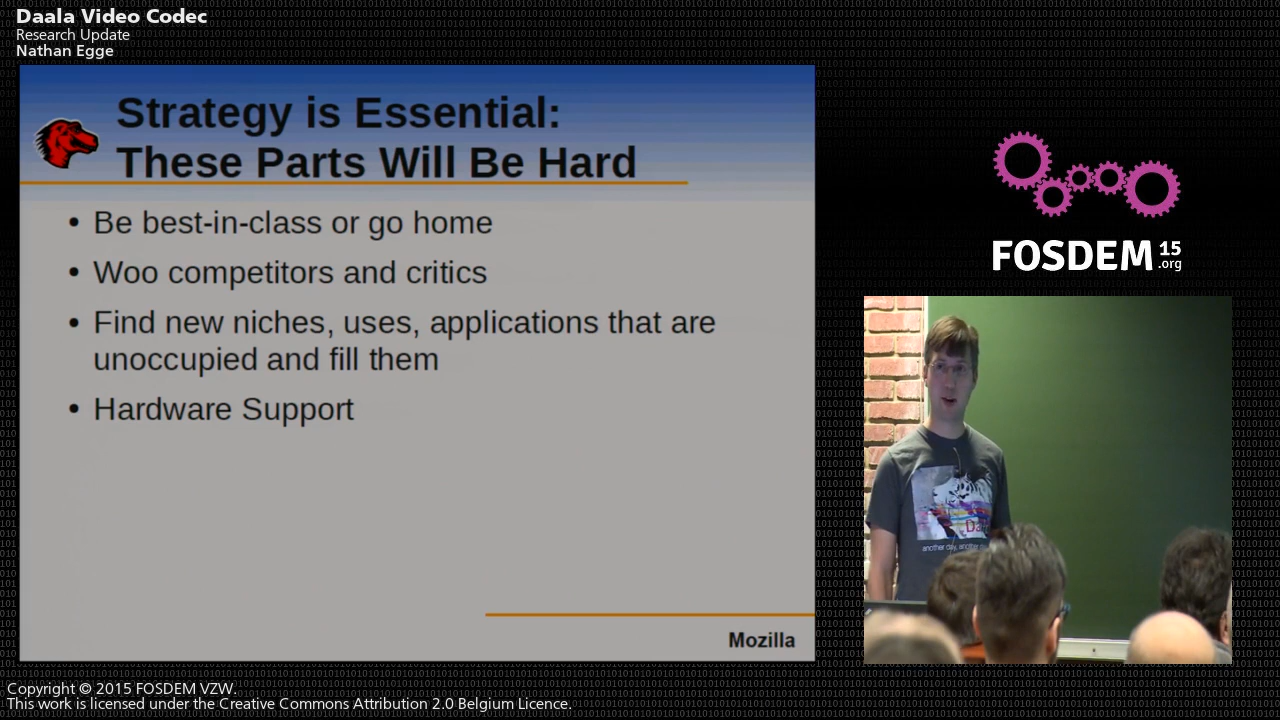 Daala Video Codec
Research Update
Nathan Egge
Strategy is Essential:
These Parts Will Be Hard
• Be best-in-class or go home
• Woo competitors and critics
• Find new niches, uses, applications that are
unoccupied and fill them
• Hardware Support
Mozilla
FOSDEM 15
.org
another day, another
Copyright © 2015 FOSDEM VZW.
This work is licensed under the Creative Commons Attribution 2.0 Belgium Licence.